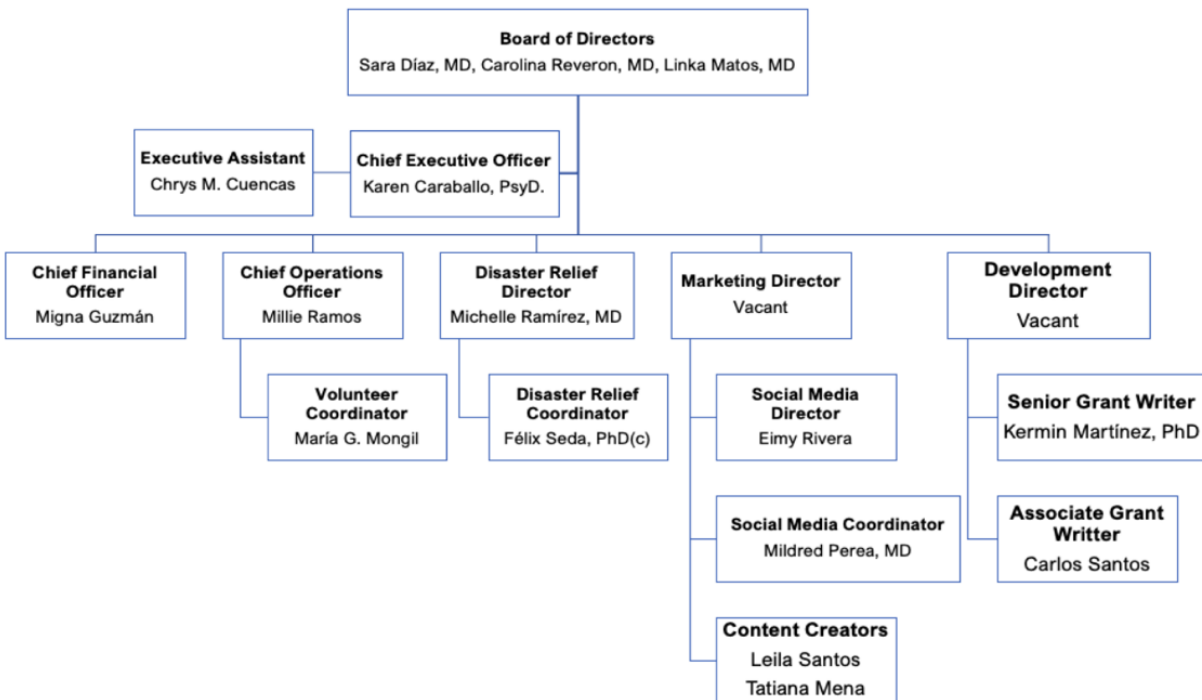 Board of Directors
Sara Díaz, MD, Carolina Reveron, MD, Linka Matos, MD
Executive Assistant
Chrys M. Cuencas
Chief Executive Officer
Karen Caraballo, PsyD.
Chief Financial
Officer
Migna Guzmán
Chief Operations
Officer
Millie Ramos
Disaster Relief
Director
Michelle Ramírez, MD
Marketing Director
Vacant
Development
Director
Vacant
Volunteer
Coordinator
María G. Mongil
Disaster Relief
Coordinator
Félix Seda, PhD(c)
Social Media
Director
Eimy Rivera
Senior Grant Writer
Kermin Martínez, PhD
Social Media Coordinator
Mildred Perea, MD
Associate Grant
Writter
Carlos Santos
Content Creators
Leila Santos
Tatiana Mena